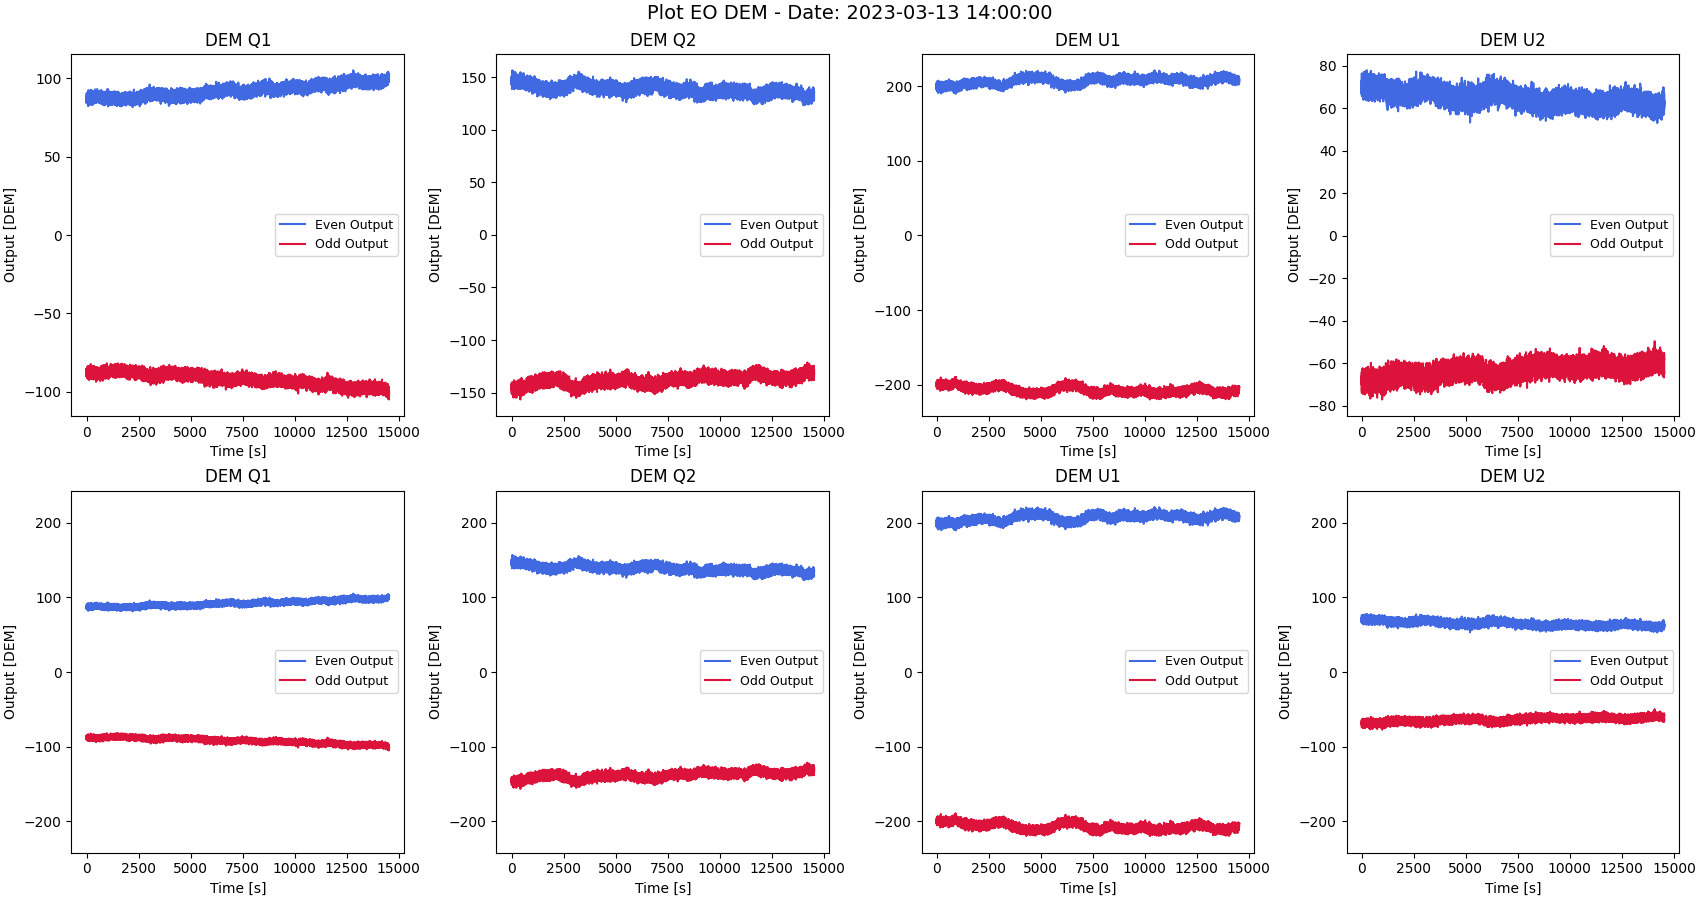 Plot EO DEM - Date: 2023-03-13 14:00:00
DEM Q1
100
50
0
−50
−100
Output [DEM]
Even Output
Odd Output
0 2500 5000 7500 10000 12500 15000
Time [s]
DEM Q2
150
100
50
0
−50
−100
−150
Output [DEM]
Even Output
Odd Output
0 2500 5000 7500 10000 12500 15000
Time [s]
DEM U1
200
100
0
−100
−200
Output [DEM]
Even Output
Odd Output
0 2500 5000 7500 10000 12500 15000
Time [s]
DEM U2
80
60
40
20
0
−20
−40
−60
−80
Output [DEM]
Even Output
Odd Output
0 2500 5000 7500 10000 12500 15000
Time [s]
DEM Q1
200
100
0
−100
−200
Output [DEM]
Even Output
Odd Output
0 2500 5000 7500 10000 12500 15000
Time [s]
DEM Q2
200
100
0
−100
−200
Output [DEM]
Even Output
Odd Output
0 2500 5000 7500 10000 12500 15000
Time [s]
DEM U1
200
100
0
−100
−200
Output [DEM]
Even Output
Odd Output
0 2500 5000 7500 10000 12500 15000
Time [s]
DEM U2
200
100
0
−100
−200
Output [DEM]
Even Output
Odd Output
0 2500 5000 7500 10000 12500 15000
Time [s]